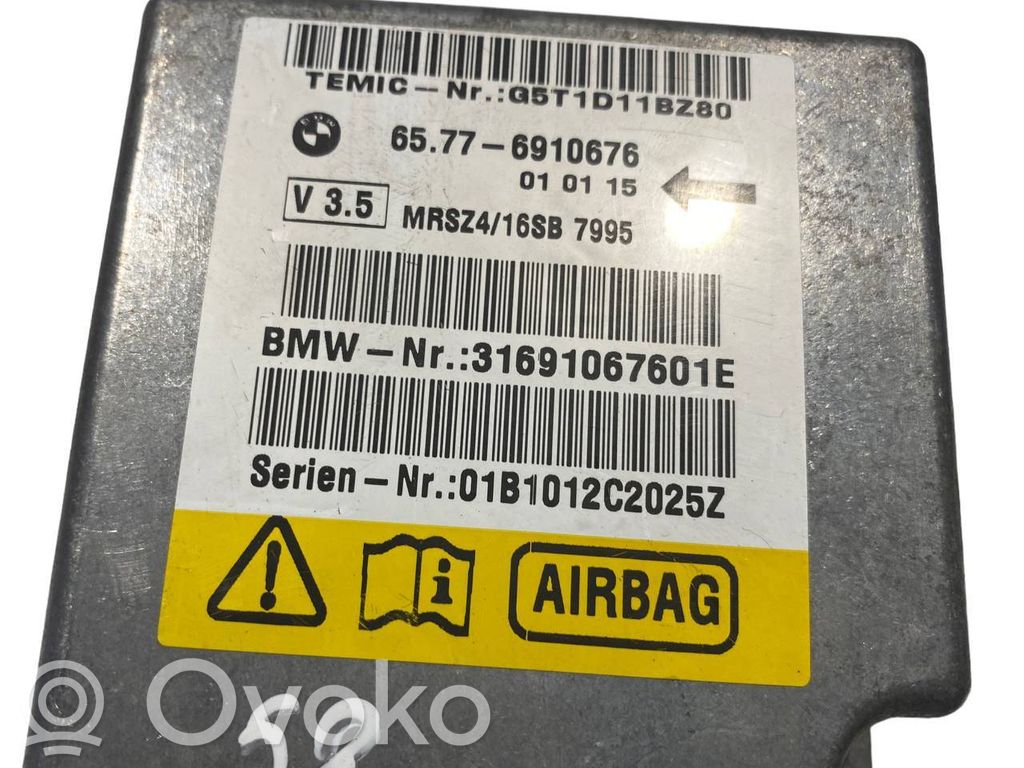 TEMIC-Nr.:G5T1D11BZ80
65.77-6910676
01 01 15
V 3.5
MRSZ4/16SB 7995
BMW-Nr.:31691067601E
Serien-Nr.:01B1012C2025Z
i
AIRBAG
Ovoko